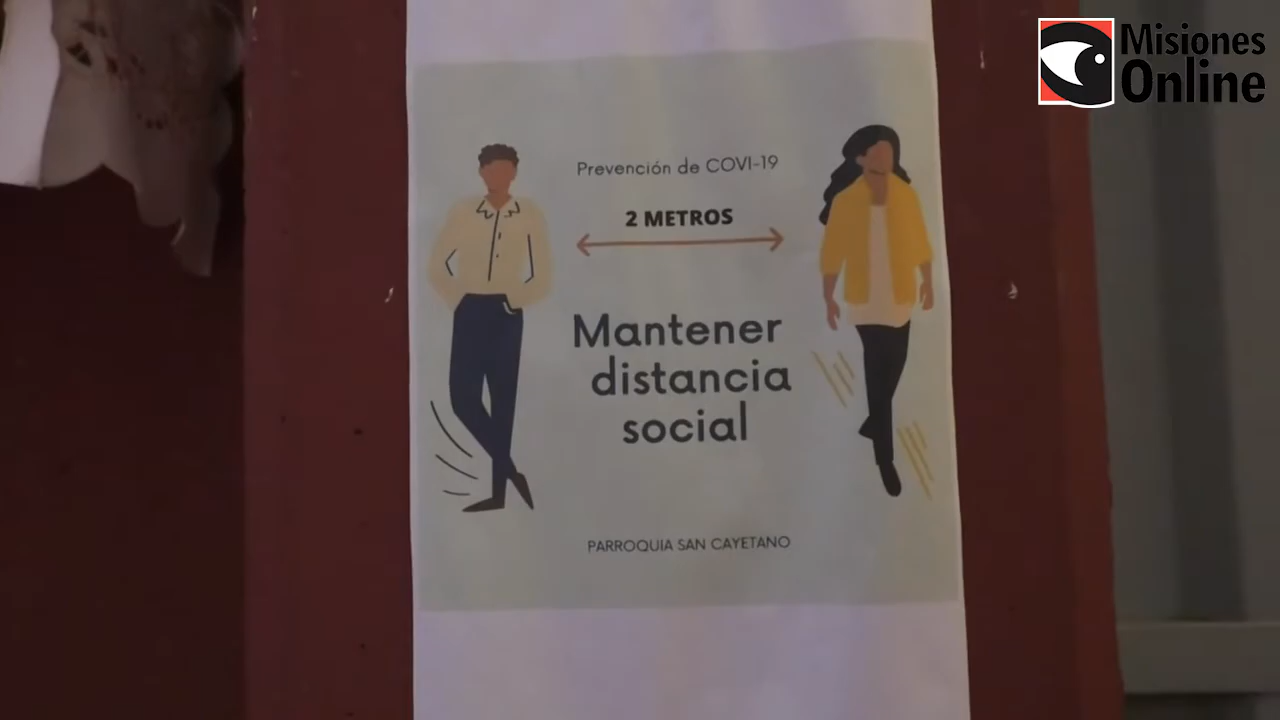 Misiones
Online
Prevención de COVI-19
2 METROS
Mantener
distancia
social
PARROQUIA SAN CAYETANO